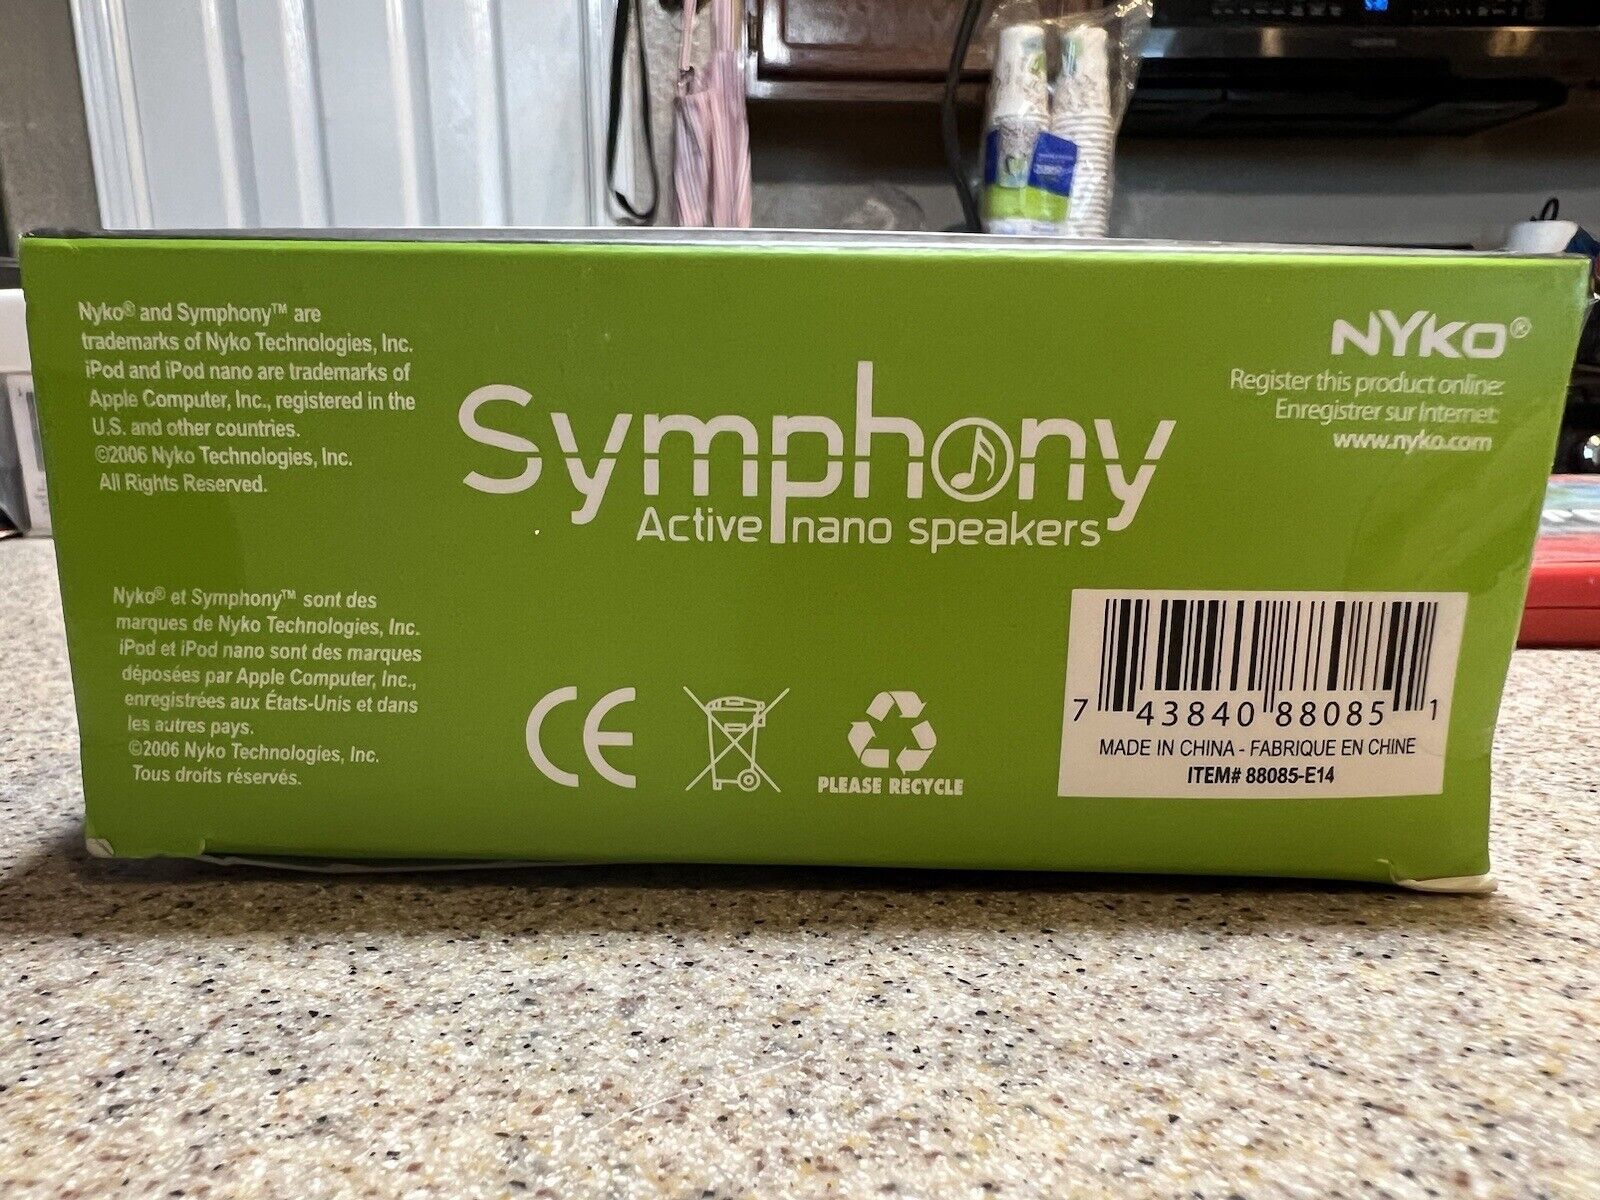 Nyko® and Symphony™ are
trademarks of Nyko Technologies, Inc.
iPod and iPod nano are trademarks of
Apple Computer, Inc., registered in the
U.S. and other countries.
©2006 Nyko Technologies, Inc.
All Rights Reserved.
Symphony
Active nano speakers
NYKO®
Register this product online:
Enregistrer sur Internet:
www.nyko.com
Nyko® et Symphony™ sont des
marques de Nyko Technologies, Inc.
iPod et iPod nano sont des marques
déposées par Apple Computer, Inc.,
enregistrées aux États-Unis et dans
les autres pays.
©2006 Nyko Technologies, Inc.
Tous droits réservés.
CE
PLEASE RECYCLE
7 43840 88085 1
MADE IN CHINA - FABRIQUE EN CHINE
ITEM# 88085-E14